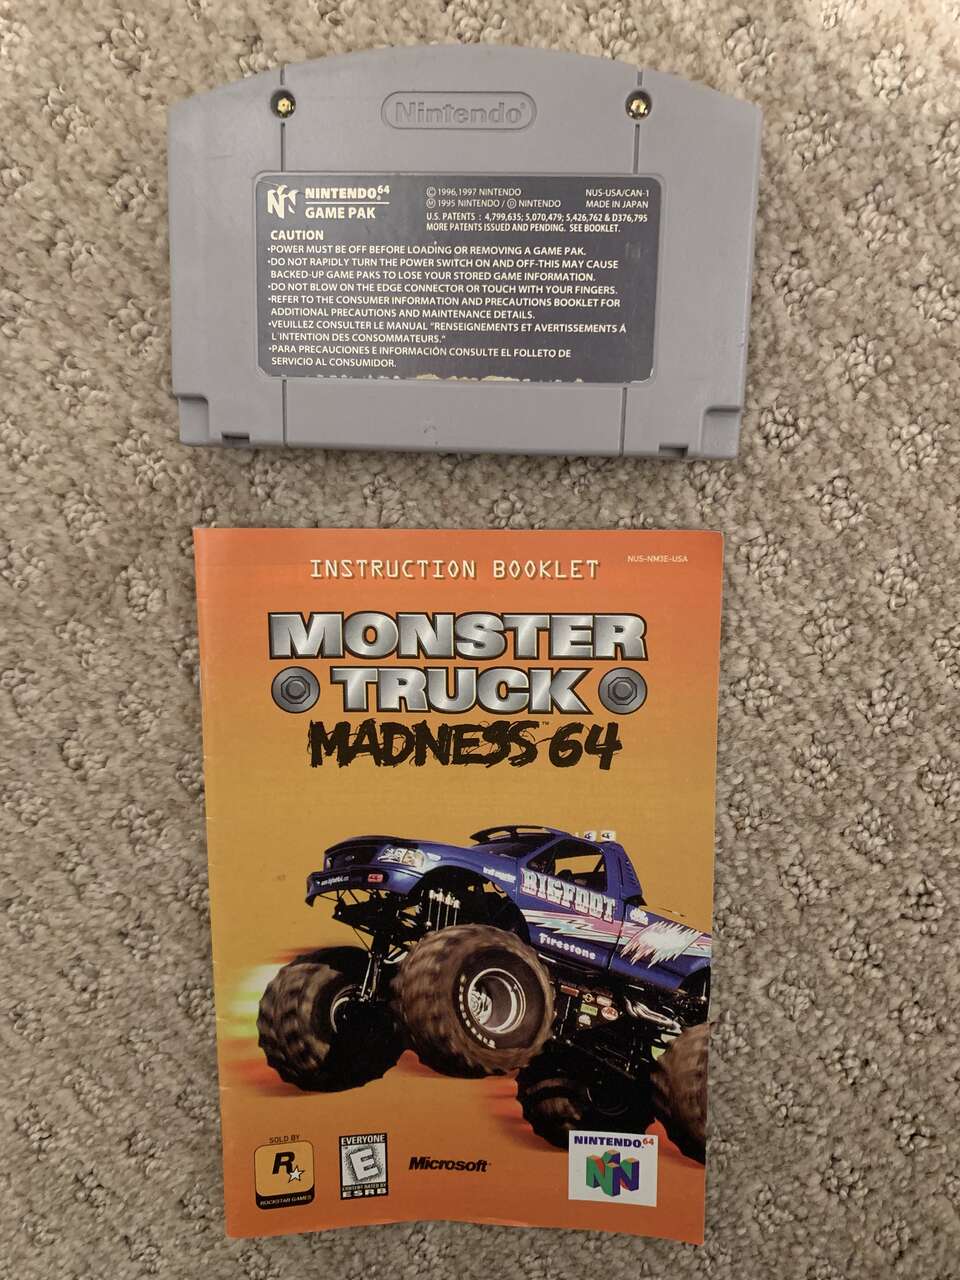 Nintendo®
NINTENDO64
GAME PAK
© 1996,1997 NINTENDO
Ⓜ 1995 NINTENDO / Ⓓ NINTENDO
NUS-USA/CAN-1
MADE IN JAPAN
U.S. PATENTS : 4,799,635; 5,070,479; 5,426,762 & D376,795
MORE PATENTS ISSUED AND PENDING. SEE BOOKLET.
CAUTION
•POWER MUST BE OFF BEFORE LOADING OR REMOVING A GAME PAK.
•DO NOT RAPIDLY TURN THE POWER SWITCH ON AND OFF-THIS MAY CAUSE
BACKED-UP GAME PAKS TO LOSE YOUR STORED GAME INFORMATION.
•DO NOT BLOW ON THE EDGE CONNECTOR OR TOUCH WITH YOUR FINGERS.
•REFER TO THE CONSUMER INFORMATION AND PRECAUTIONS BOOKLET FOR
ADDITIONAL PRECAUTIONS AND MAINTENANCE DETAILS.
•VEUILLEZ CONSULTER LE MANUAL "RENSEIGNEMENTS ET AVERTISSEMENTS Á
L'INTENTION DES CONSOMMATEURS."
•PARA PRECAUCIONES E INFORMACIÓN CONSULTE EL FOLLETO DE
SERVICIO AL CONSUMIDOR.
INSTRUCTION BOOKLET
NUS-NM3E-USA
MONSTER
TRUCK
MADNESS™ 64
BIGFOOT
Firestone
SOLD BY
R
ROCKSTAR GAMES
EVERYONE
E
CONTENT RATED BY
ESRB
Microsoft®
NINTENDO64